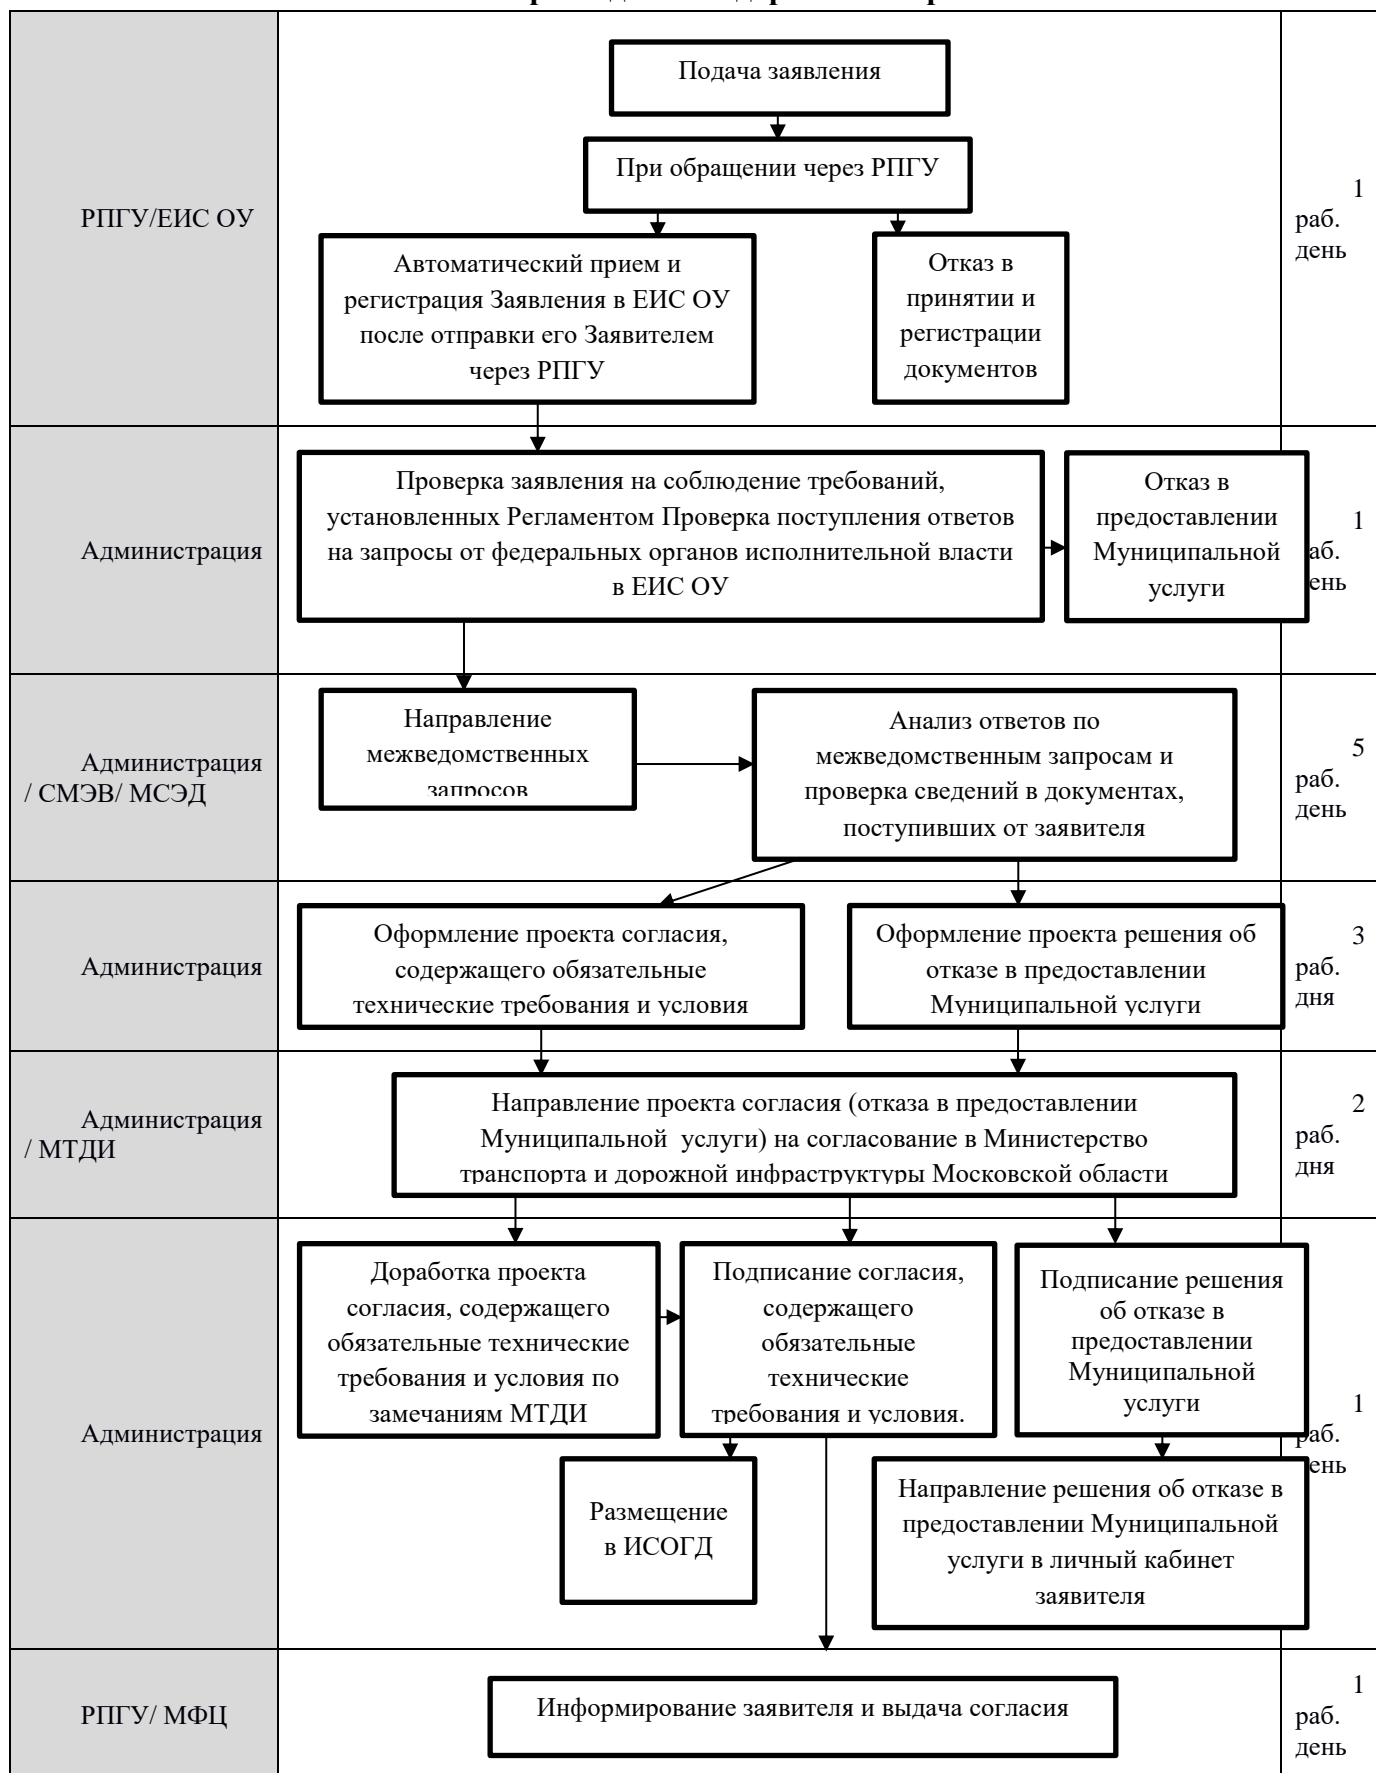 РПГУ/ЕИС ОУ
Подача заявления
При обращении через РПГУ
Автоматический прием и
регистрация Заявления в ЕИС ОУ
после отправки его Заявителем
через РПГУ
Отказ в
принятии и
регистрации
документов
1
раб.
день
Администрация
Проверка заявления на соблюдение требований,
установленных Регламентом Проверка поступления ответов
на запросы от федеральных органов исполнительной власти
в ЕИС ОУ
Отказ в
предоставлении
Муниципальной
услуги
1
аб.
ень
Администрация
/ СМЭВ/ МСЭД
Направление
межведомственных
запросов
Анализ ответов по
межведомственным запросам и
проверка сведений в документах,
поступивших от заявителя
5
раб.
день
Администрация
Оформление проекта согласия,
содержащего обязательные
технические требования и условия
Оформление проекта решения об
отказе в предоставлении
Муниципальной услуги
3
раб.
дня
Администрация
/ МТДИ
Направление проекта согласия (отказа в предоставлении
Муниципальной услуги) на согласование в Министерство
транспорта и дорожной инфраструктуры Московской области
2
раб.
дня
Администрация
Доработка проекта
согласия, содержащего
обязательные технические
требования и условия по
замечаниям МТДИ
Подписание согласия,
содержащего
обязательные
технические
требования и условия.
Подписание решения
об отказе в
предоставлении
Муниципальной
услуги
Размещение
в ИСОГД
Направление решения об отказе в
предоставлении Муниципальной
услуги в личный кабинет
заявителя
1
раб.
ень
РПГУ/ МФЦ
Информирование заявителя и выдача согласия
1
раб.
день